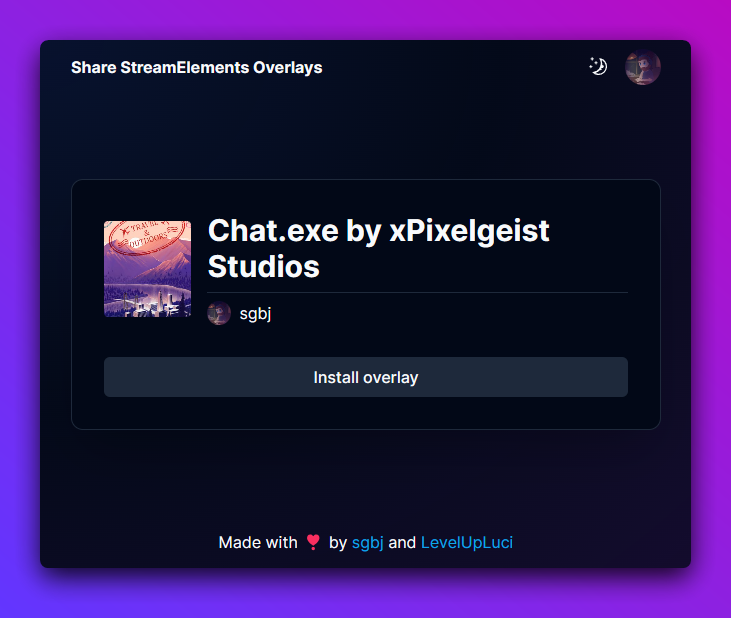 Share StreamElements Overlays
TRAVEL
&
OUTDOORS
Chat.exe by xPixelgeist
Studios
sgbj
Install overlay
Made with ❣ by sgbj and LevelUpLuci